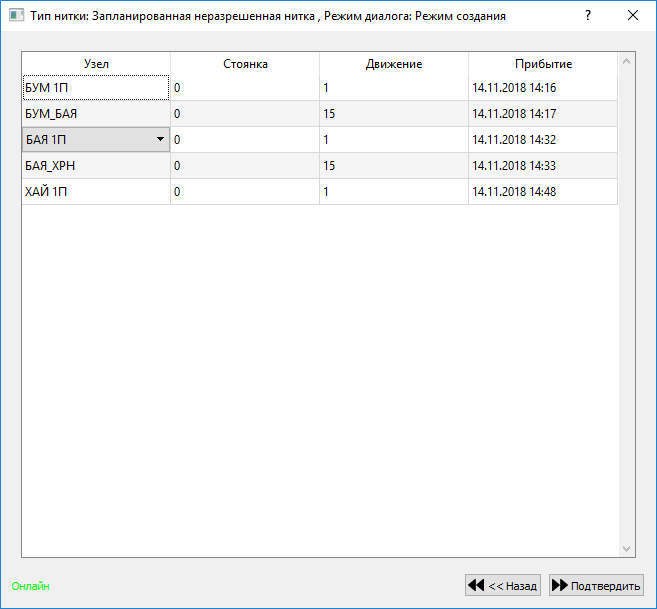 Тип нитки: Запланированная неразрешенная нитка , Режим диалога: Режим создания ?
Узел Стоянка Движение Прибытие
БУМ 1П 0 1 14.11.2018 14:16
БУМ_БАЯ 0 15 14.11.2018 14:17
БАЯ 1П 0 1 14.11.2018 14:32
БАЯ_ХРН 0 15 14.11.2018 14:33
ХАЙ 1П 0 1 14.11.2018 14:48
Онлайн << Назад Подтвердить